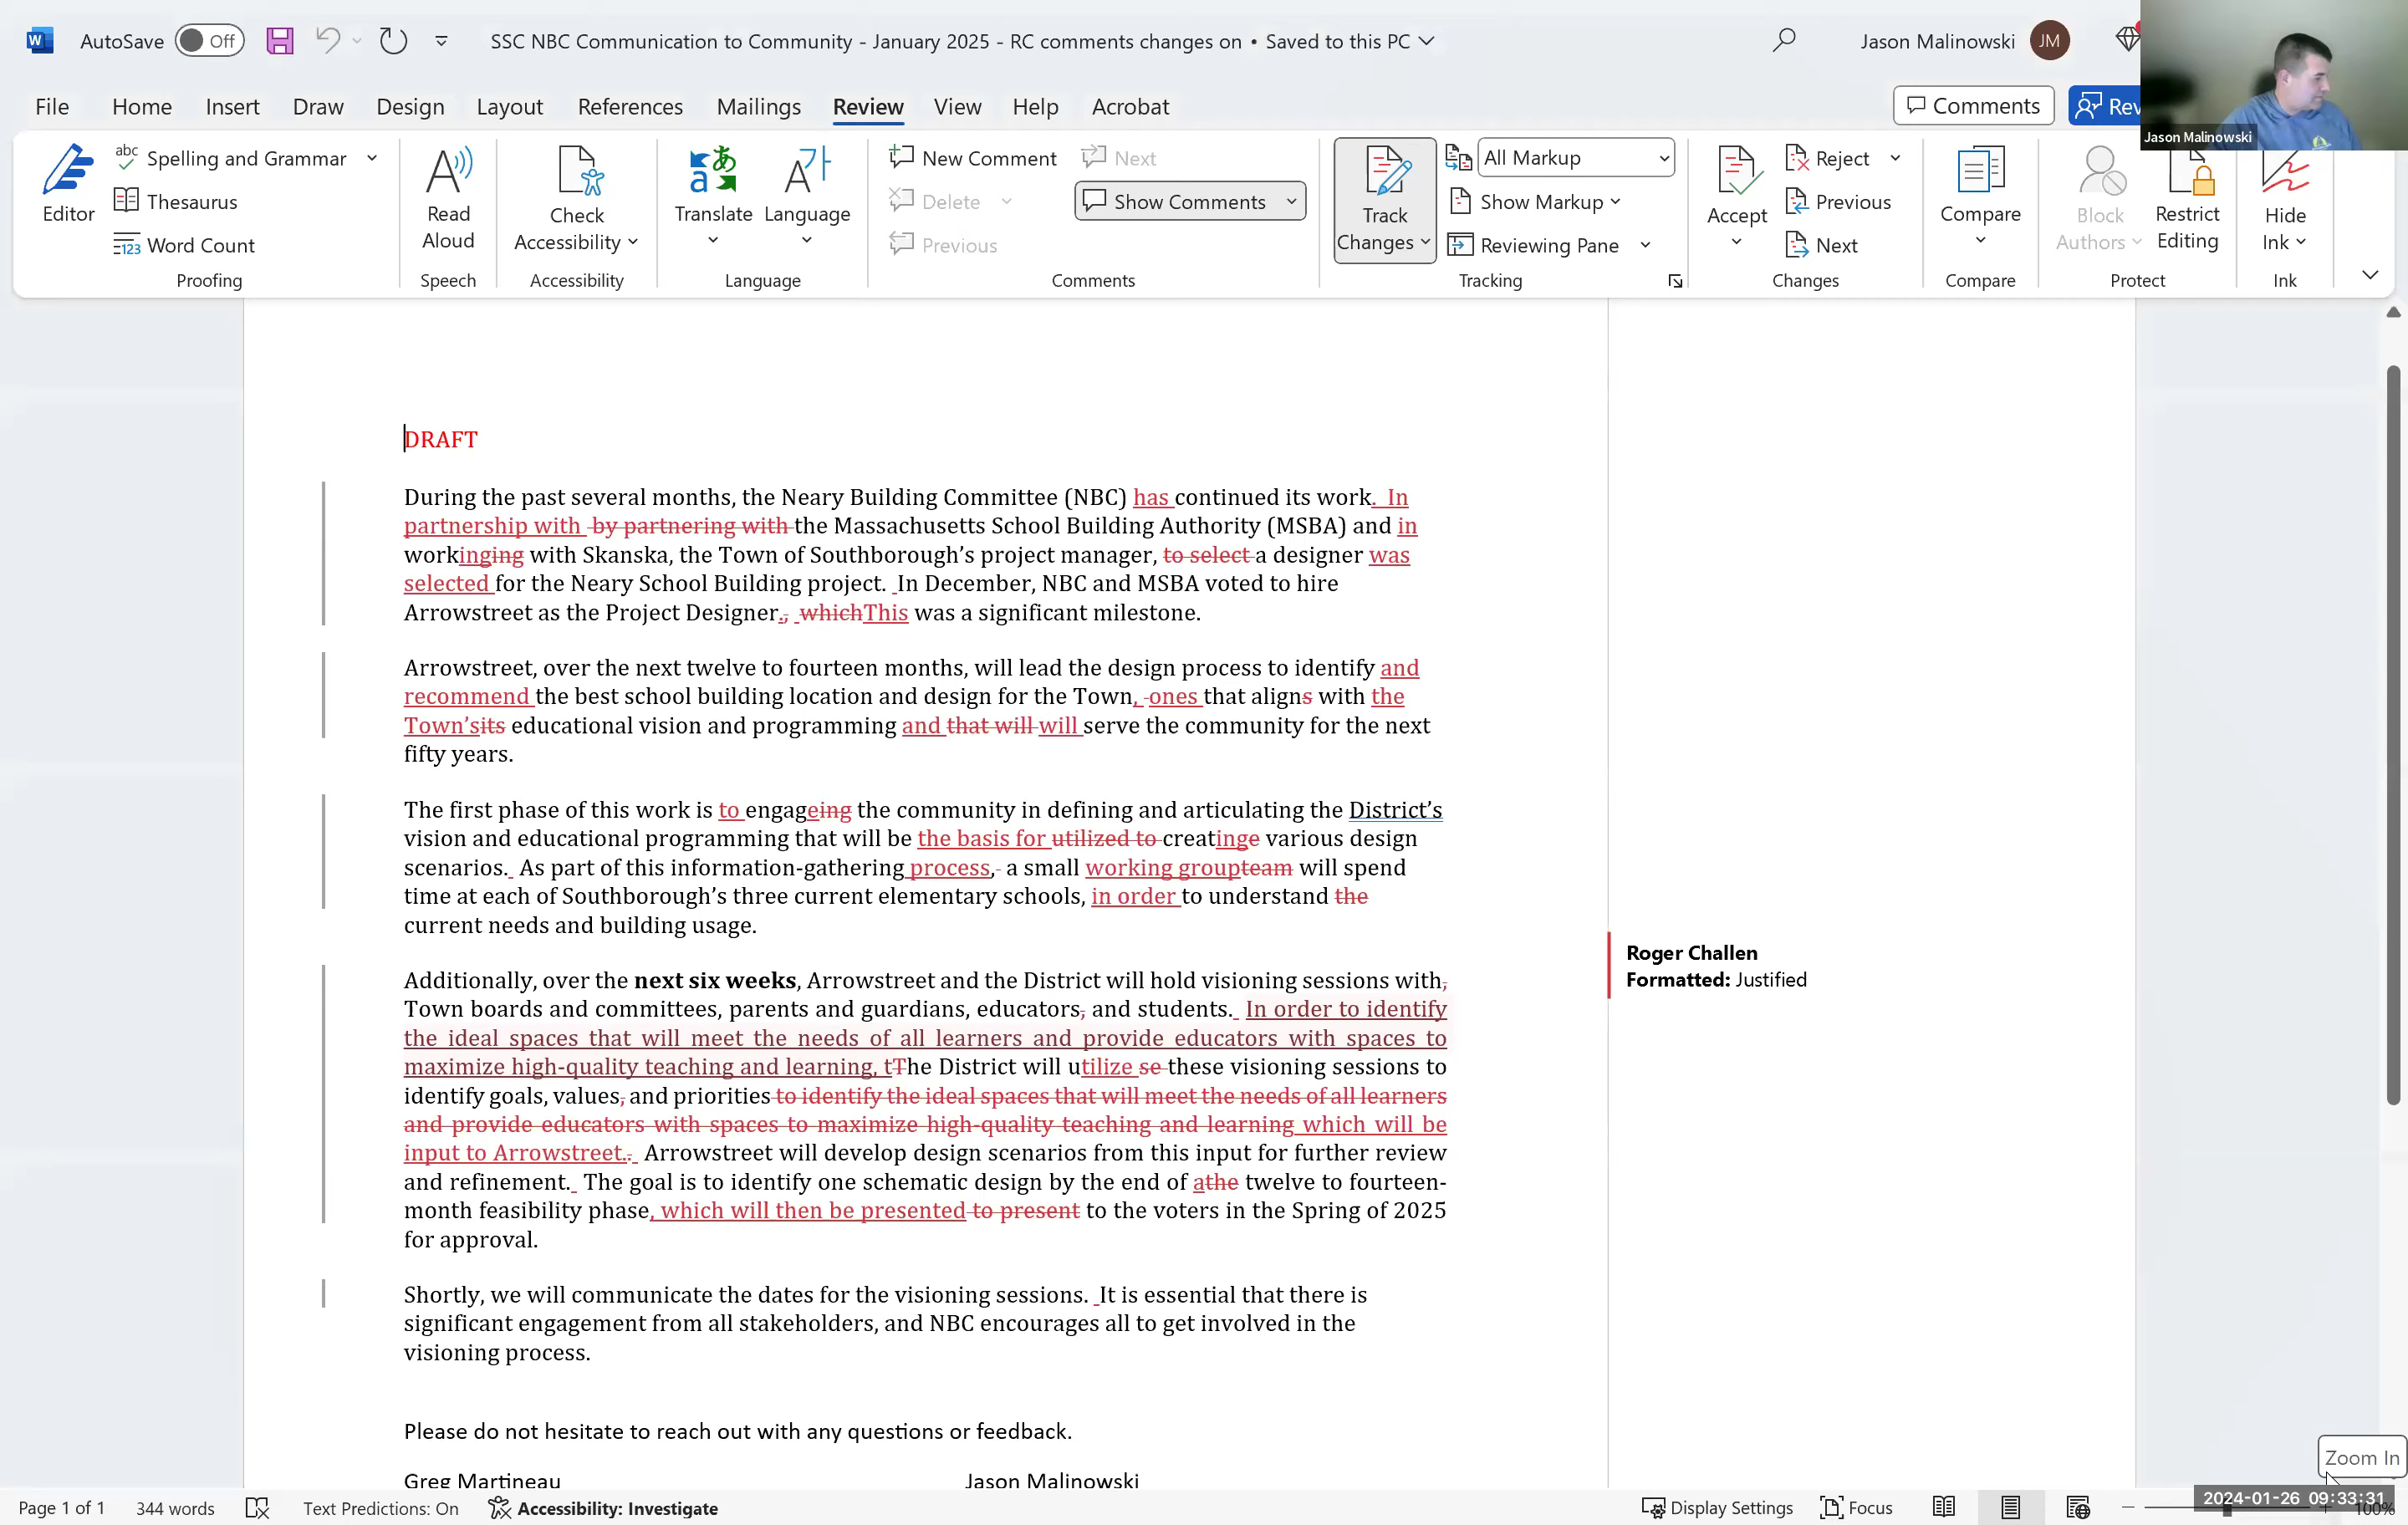 AutoSave Off SSC NBC Communication to Community - January 2025 - RC comments changes on • Saved to this PC Jason Malinowski JM
File Home Insert Draw Design Layout References Mailings Review View Help Acrobat Comments Rev
Jason Malinowski
Editor
abc Spelling and Grammar
Thesaurus
123 Word Count
Proofing
Read Aloud
Speech
Check Accessibility
Accessibility
Translate
Language
Language
New Comment
Delete
Previous
Next
Show Comments
Comments
Track Changes
All Markup
Show Markup
Reviewing Pane
Tracking
Accept
Reject
Previous
Next
Changes
Compare
Compare
Block Authors
Restrict Editing
Protect
Hide Ink
Ink
DRAFT
During the past several months, the Neary Building Committee (NBC) has continued its work. In
partnership with by partnering with the Massachusetts School Building Authority (MSBA) and in
workinging with Skanska, the Town of Southborough’s project manager, to select a designer was
selected for the Neary School Building project. In December, NBC and MSBA voted to hire
Arrowstreet as the Project Designer., whichThis was a significant milestone.
Arrowstreet, over the next twelve to fourteen months, will lead the design process to identify and
recommend the best school building location and design for the Town, ones that aligns with the
Town’sits educational vision and programming and that will will serve the community for the next
fifty years.
The first phase of this work is to engageing the community in defining and articulating the District’s
vision and educational programming that will be the basis for utilized to creatinge various design
scenarios. As part of this information-gathering process, a small working groupteam will spend
time at each of Southborough’s three current elementary schools, in order to understand the
current needs and building usage.
Additionally, over the next six weeks, Arrowstreet and the District will hold visioning sessions with,
Town boards and committees, parents and guardians, educators, and students. In order to identify
the ideal spaces that will meet the needs of all learners and provide educators with spaces to
maximize high-quality teaching and learning, tThe District will utilize se these visioning sessions to
identify goals, values, and priorities to identify the ideal spaces that will meet the needs of all learners
and provide educators with spaces to maximize high-quality teaching and learning which will be
input to Arrowstreet.. Arrowstreet will develop design scenarios from this input for further review
and refinement. The goal is to identify one schematic design by the end of athe twelve to fourteen-
month feasibility phase, which will then be presented to present to the voters in the Spring of 2025
for approval.
Shortly, we will communicate the dates for the visioning sessions. It is essential that there is
significant engagement from all stakeholders, and NBC encourages all to get involved in the
visioning process.
Please do not hesitate to reach out with any questions or feedback.
Greg Martineau Jason Malinowski
Roger Challen
Formatted: Justified
Zoom In
Page 1 of 1 344 words Text Predictions: On Accessibility: Investigate Display Settings Focus 100%
2024-01-26 09:33:31